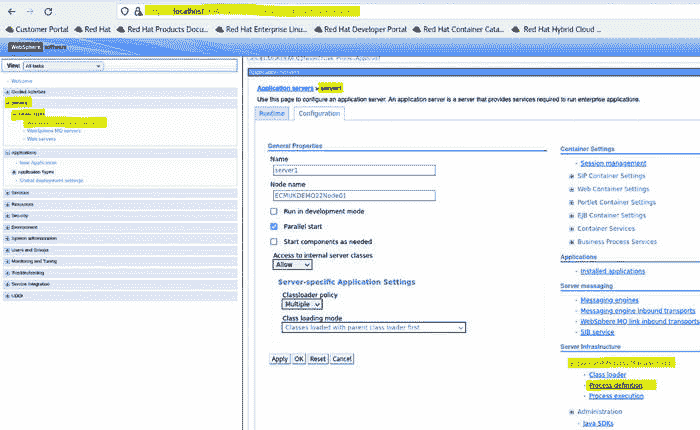 localhost
Customer Portal Red Hat Red Hat Products Docu... Red Hat Enterprise Linu... Red Hat Developer Portal Red Hat Container Cata... Red Hat Hybrid Cloud ...
WebSphere. software
View: All tasks
Welcome
Guided Activities
Servers
WebSphere MQ servers
Web servers
Applications
New Application
Application Types
Global deployment settings
Services
Resources
Security
Environment
System administration
Users and Groups
Monitoring and Tuning
Troubleshooting
Service integration
UDDI
Application servers
Application servers > server1
Use this page to configure an application server. An application server is a server that provides services required to run enterprise applications.
Runtime Configuration
General Properties
Name
server1
Node name
Run in development mode
Parallel start
Start components as needed
Access to internal server classes
Allow
Server-specific Application Settings
Classloader policy
Multiple
Class loading mode
Classes loaded with parent class loader first
Apply OK Reset Cancel
Container Settings
Session management
SIP Container Settings
Web Container Settings
Portlet Container Settings
EJB Container Settings
Container Services
Business Process Services
Applications
Installed applications
Server messaging
Messaging engines
Messaging engine inbound transports
WebSphere MQ link inbound transports
SIB service
Server Infrastructure
Class loader
Process definition
Process execution
Administration
Java SDKs